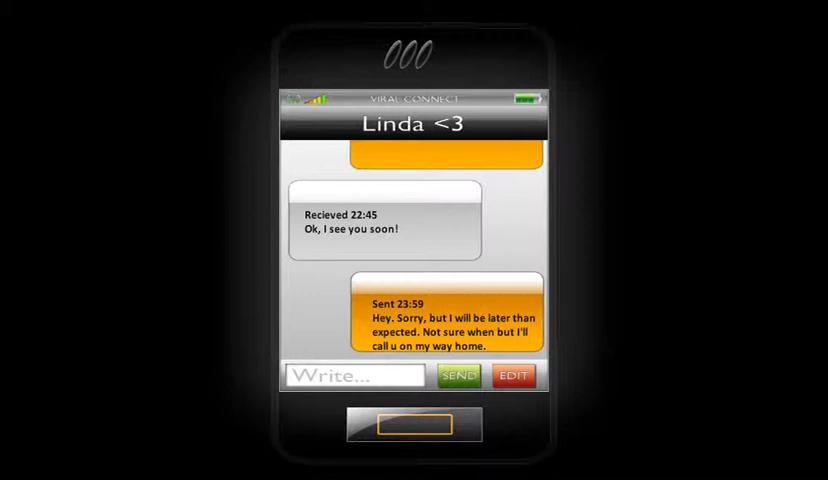 VIRAL CONNECT
Linda <3
Recieved 22:45
Ok, I see you soon!
Sent 23:59
Hey. Sorry, but I will be later than
expected. Not sure when but I'll
call u on my way home.
Write...
SEND
EDIT